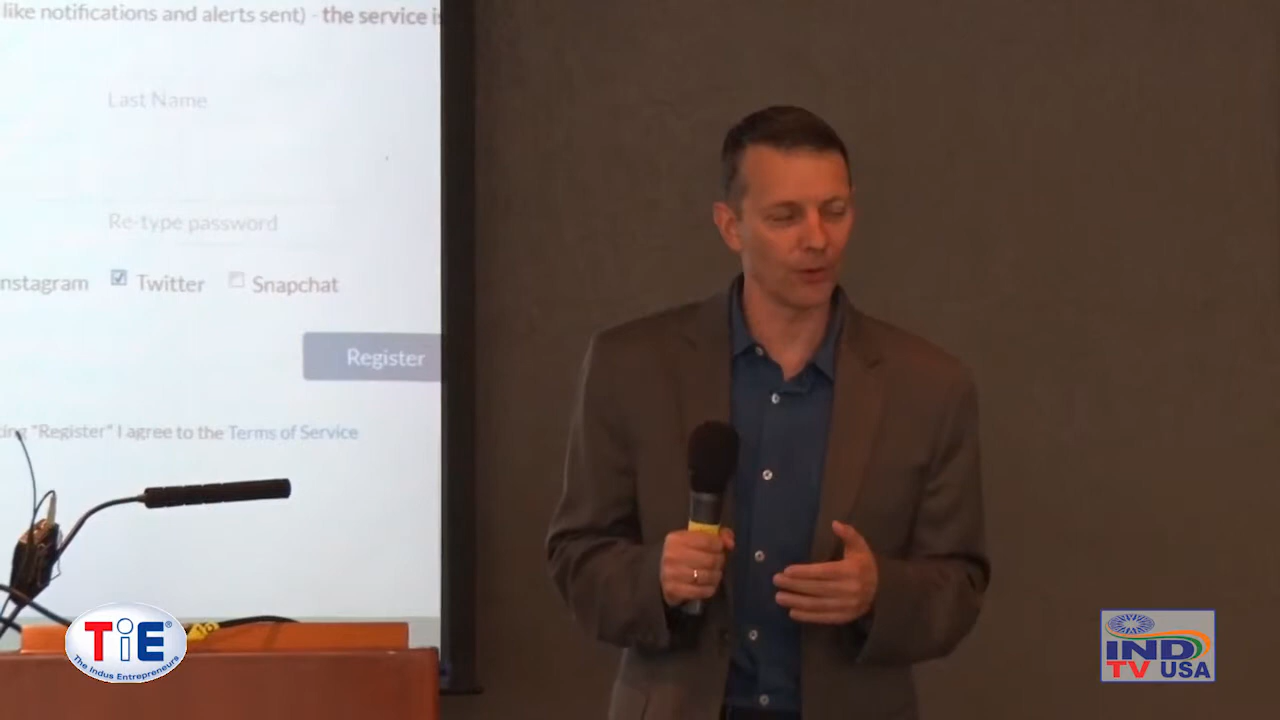 like notifications and alerts sent) - the service is
Last Name
Re-type password
nstagram Twitter Snapchat
Register
ing "Register" I agree to the Terms of Service
TiE®
The Indus Entrepreneurs
IND
TV USA